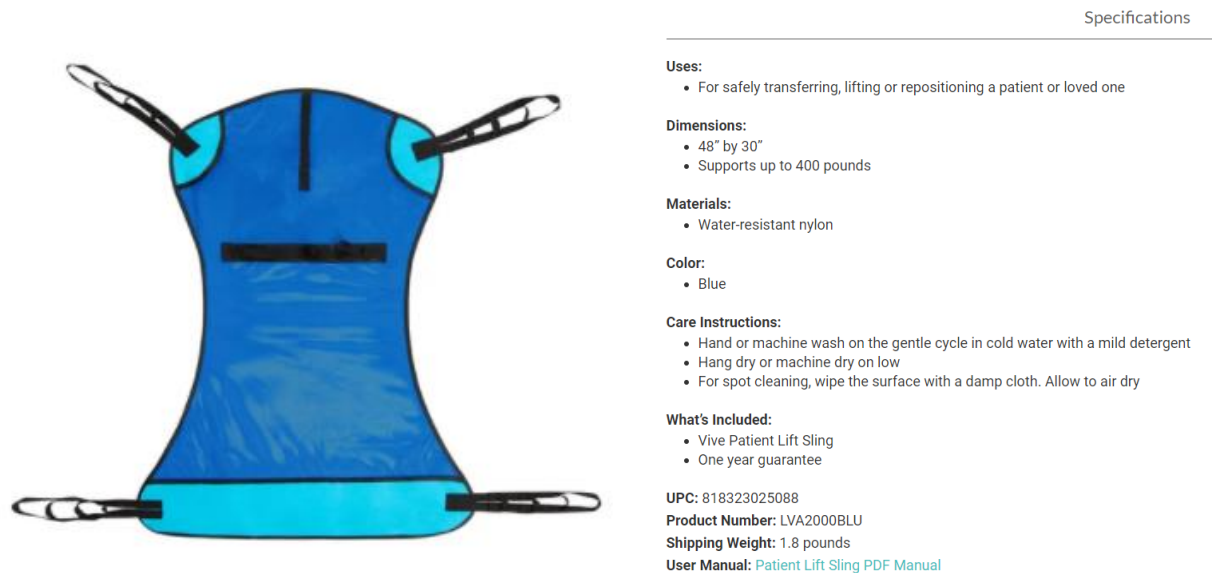 Specifications
Uses:
• For safely transferring, lifting or repositioning a patient or loved one
Dimensions:
• 48” by 30”
• Supports up to 400 pounds
Materials:
• Water-resistant nylon
Color:
• Blue
Care Instructions:
• Hand or machine wash on the gentle cycle in cold water with a mild detergent
• Hang dry or machine dry on low
• For spot cleaning, wipe the surface with a damp cloth. Allow to air dry
What’s Included:
• Vive Patient Lift Sling
• One year guarantee
UPC: 818323025088
Product Number: LVA2000BLU
Shipping Weight: 1.8 pounds
User Manual: Patient Lift Sling PDF Manual